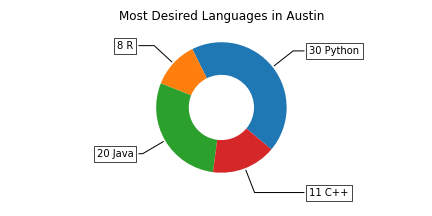 Most Desired Languages in Austin
8 R
30 Python
20 Java
11 C++